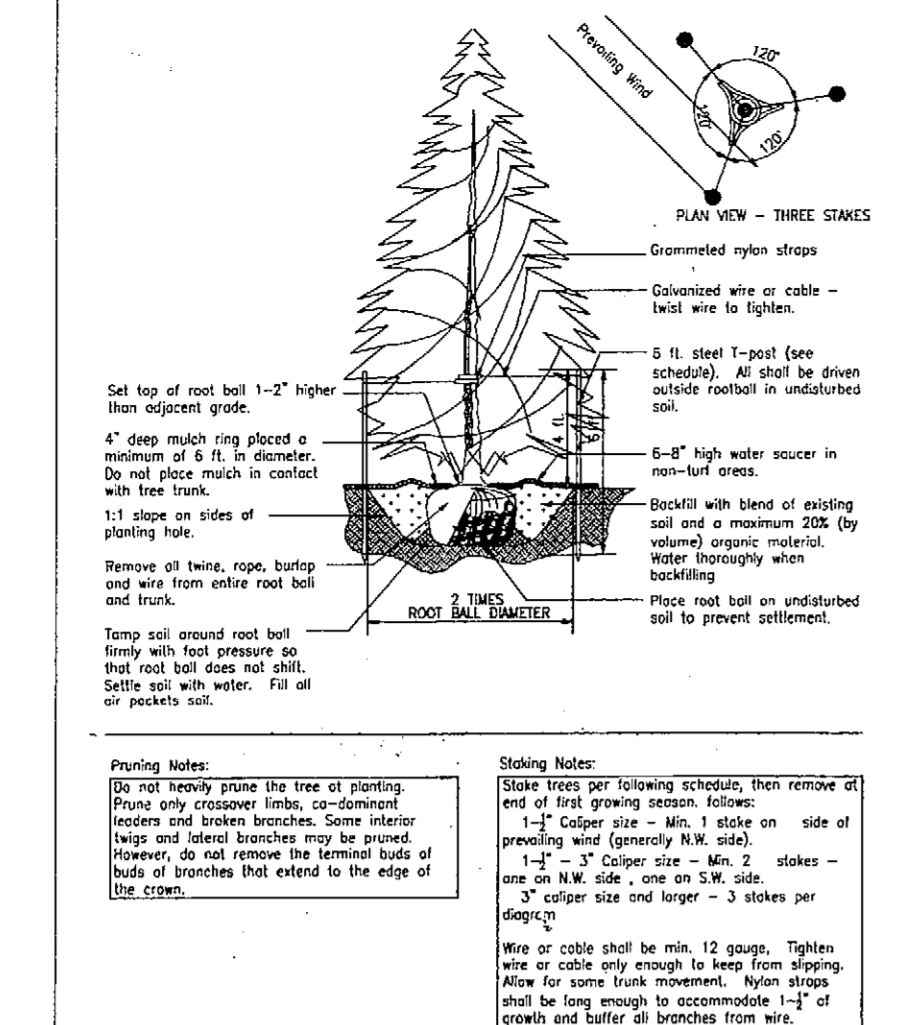 Prevailing Wind
120°
120°
120°
PLAN VIEW – THREE STAKES
Grommeted nylon straps
Galvanized wire or cable –
twist wire to tighten.
6 ft. steel T-post (see
schedule). All shall be driven
outside rootball in undisturbed
soil.
4 ft.
6 ft.
6-8" high water saucer in
non-turf areas.
Backfill with blend of existing
soil and a maximum 20% (by
volume) organic material.
Water thoroughly when
backfilling
Place root ball on undisturbed
soil to prevent settlement.
Set top of root ball 1-2" higher
than adjacent grade.
4" deep mulch ring placed a
minimum of 6 ft. in diameter.
Do not place mulch in contact
with tree trunk.
1:1 slope on sides of
planting hole.
Remove all twine, rope, burlap
and wire from entire root ball
and trunk.
Tamp soil around root ball
firmly with foot pressure so
that root ball does not shift.
Settle soil with water. Fill all
air pockets soil.
2 TIMES
ROOT BALL DIAMETER
Pruning Notes:
Do not heavily prune the tree at planting.
Prune only crossover limbs, co-dominant
leaders and broken branches. Some interior
twigs and lateral branches may be pruned.
However, do not remove the terminal buds of
buds of branches that extend to the edge of
the crown.
Staking Notes:
Stake trees per following schedule, then remove at
end of first growing season. follows:
1-½" Caliper size – Min. 1 stake on side of
prevailing wind (generally N.W. side).
1-½" – 3" Caliper size – Min. 2 stakes –
one on N.W. side , one on S.W. side.
3" caliper size and larger – 3 stakes per
diagram
Wire or cable shall be min. 12 gauge, Tighten
wire or cable only enough to keep from slipping.
Allow for some trunk movement. Nylon straps
shall be long enough to accommodate 1-½" of
growth and buffer all branches from wire.